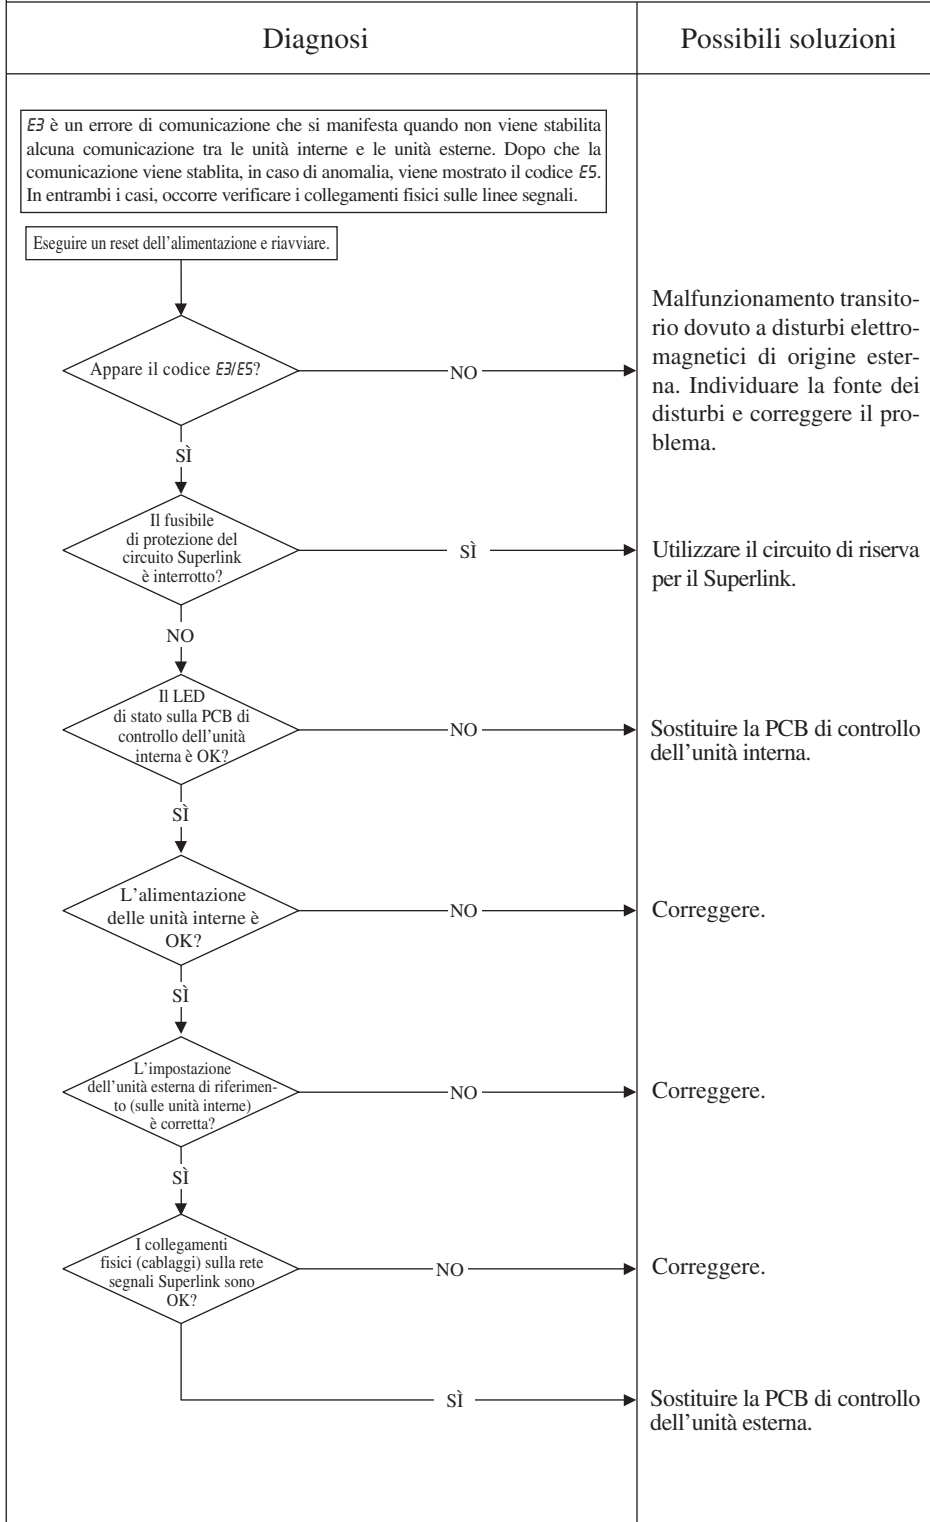 Diagnosi
Possibili soluzioni
E3 è un errore di comunicazione che si manifesta quando non viene stabilita
alcuna comunicazione tra le unità interne e le unità esterne. Dopo che la
comunicazione viene stablita, in caso di anomalia, viene mostrato il codice E5.
In entrambi i casi, occorre verificare i collegamenti fisici sulle linee segnali.
Eseguire un reset dell'alimentazione e riavviare.
Appare il codice E3/E5?
NO
Malfunzionamento transito-
rio dovuto a disturbi elettro-
magnetici di origine ester-
na. Individuare la fonte dei
disturbi e correggere il pro-
blema.
SÌ
Il fusibile
di protezione del
circuito Superlink
è interrotto?
SÌ
Utilizzare il circuito di riserva
per il Superlink.
NO
Il LED
di stato sulla PCB di
controllo dell'unità
interna è OK?
NO
Sostituire la PCB di controllo
dell'unità interna.
SÌ
L'alimentazione
delle unità interne è
OK?
NO
Correggere.
SÌ
L'impostazione
dell'unità esterna di riferimen-
to (sulle unità interne)
è corretta?
NO
Correggere.
SÌ
I collegamenti
fisici (cablaggi) sulla rete
segnali Superlink sono
OK?
NO
Correggere.
SÌ
Sostituire la PCB di controllo
dell'unità esterna.